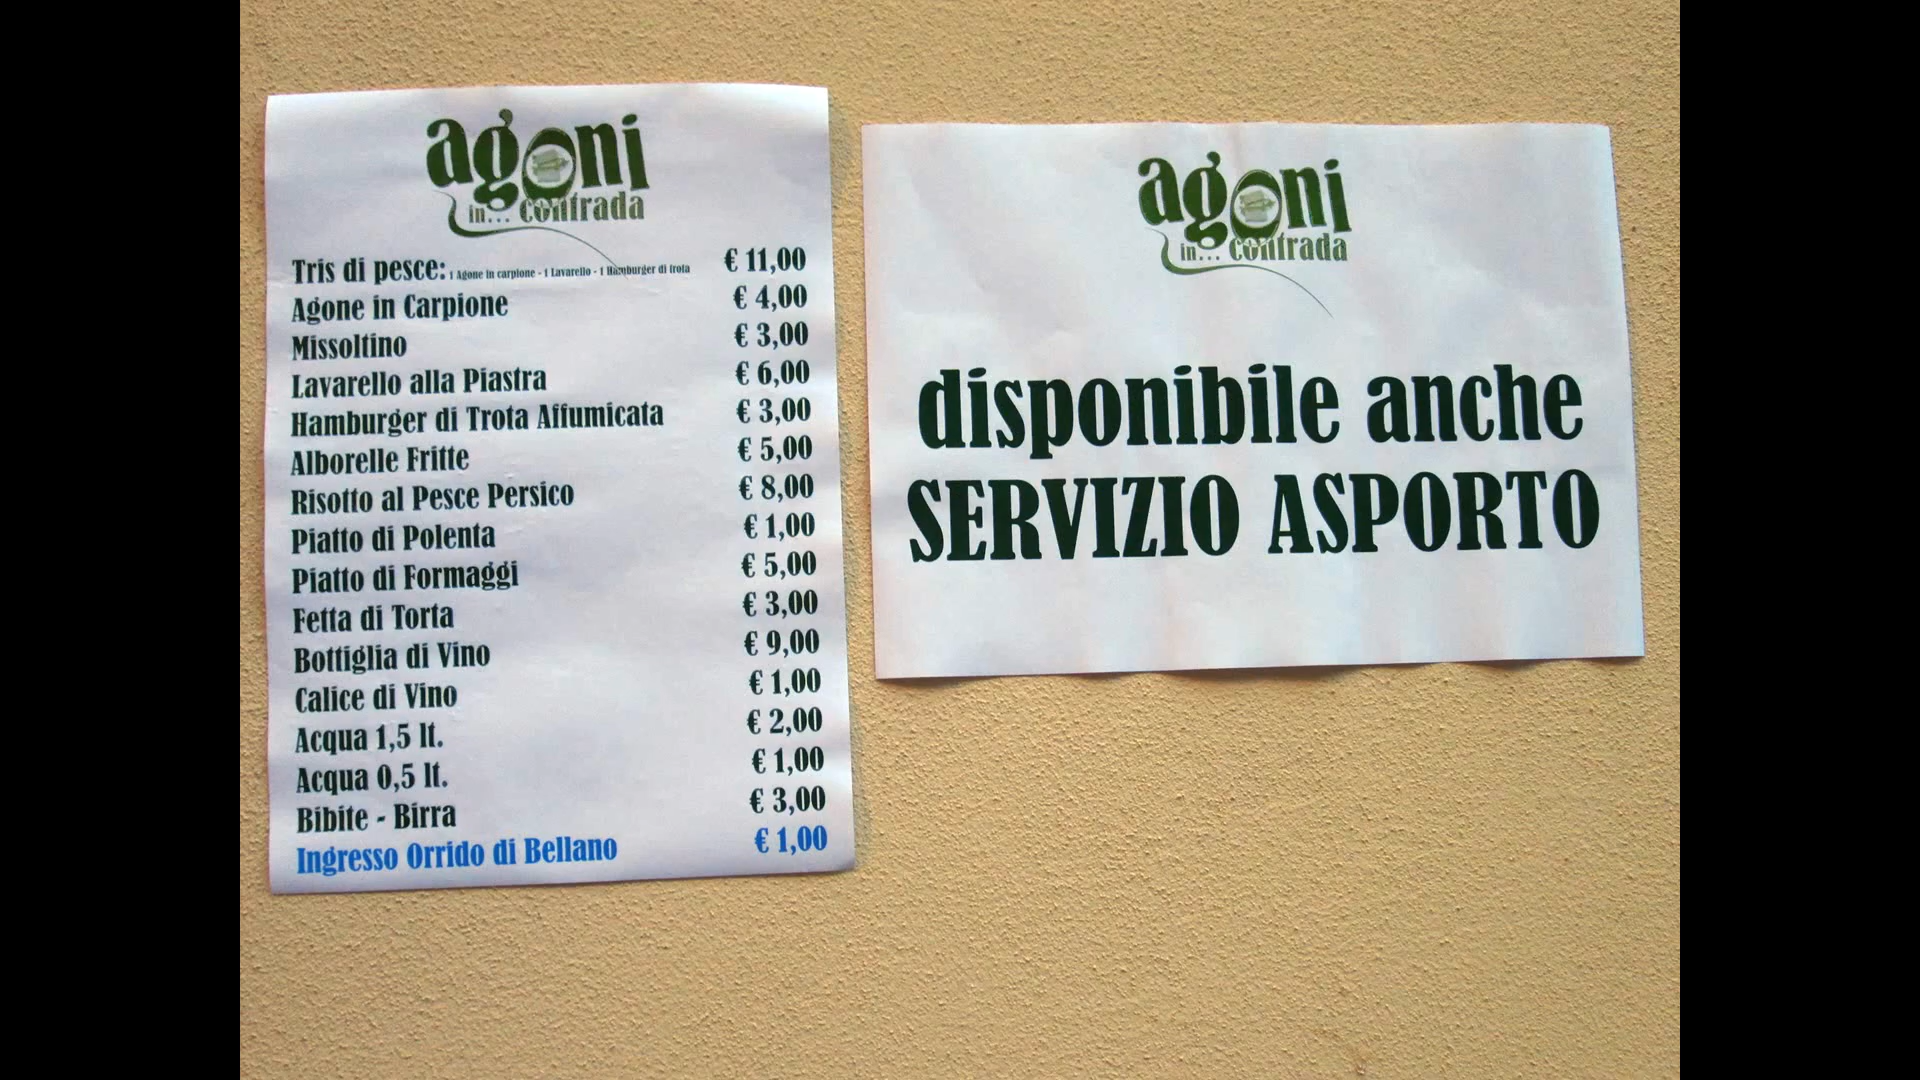 agoni
in... contrada
Tris di pesce: 1 Agone in carpione - 1 Lavarello - 1 Hamburger di trota € 11,00
Agone in Carpione € 4,00
Missoltino € 3,00
Lavarello alla Piastra € 6,00
Hamburger di Trota Affumicata € 3,00
Alborelle Fritte € 5,00
Risotto al Pesce Persico € 8,00
Piatto di Polenta € 1,00
Piatto di Formaggi € 5,00
Fetta di Torta € 3,00
Bottiglia di Vino € 9,00
Calice di Vino € 1,00
Acqua 1,5 lt. € 2,00
Acqua 0,5 lt. € 1,00
Bibite - Birra € 3,00
Ingresso Orrido di Bellano € 1,00
agoni
in... contrada
disponibile anche
SERVIZIO ASPORTO